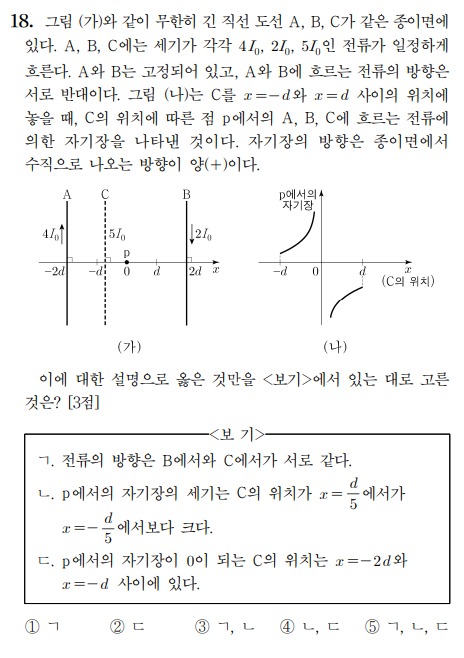 18. 그림 (가)와 같이 무한히 긴 직선 도선 A, B, C가 같은 종이면에
있다. A, B, C에는 세기가 각각 4I₀, 2I₀, 5I₀인 전류가 일정하게
흐른다. A와 B는 고정되어 있고, A와 B에 흐르는 전류의 방향은
서로 반대이다. 그림 (나)는 C를 x=-d와 x=d 사이의 위치에
놓을 때, C의 위치에 따른 점 p에서의 A, B, C에 흐르는 전류에
의한 자기장을 나타낸 것이다. 자기장의 방향은 종이면에서
수직으로 나오는 방향이 양(+)이다.
A C B
4I₀ 5I₀ 2I₀
p
-2d -d 0 d 2d x
(가)
p에서의
자기장
-d 0 d x
(C의 위치)
(나)
이에 대한 설명으로 옳은 것만을 <보기>에서 있는 대로 고른
것은? [3점]
<보 기>
ㄱ. 전류의 방향은 B에서와 C에서가 서로 같다.
ㄴ. p에서의 자기장의 세기는 C의 위치가 x=d/5에서가
x=-d/5에서보다 크다.
ㄷ. p에서의 자기장이 0이 되는 C의 위치는 x=-2d와
x=-d 사이에 있다.
① ㄱ ② ㄷ ③ ㄱ, ㄴ ④ ㄴ, ㄷ ⑤ ㄱ, ㄴ, ㄷ